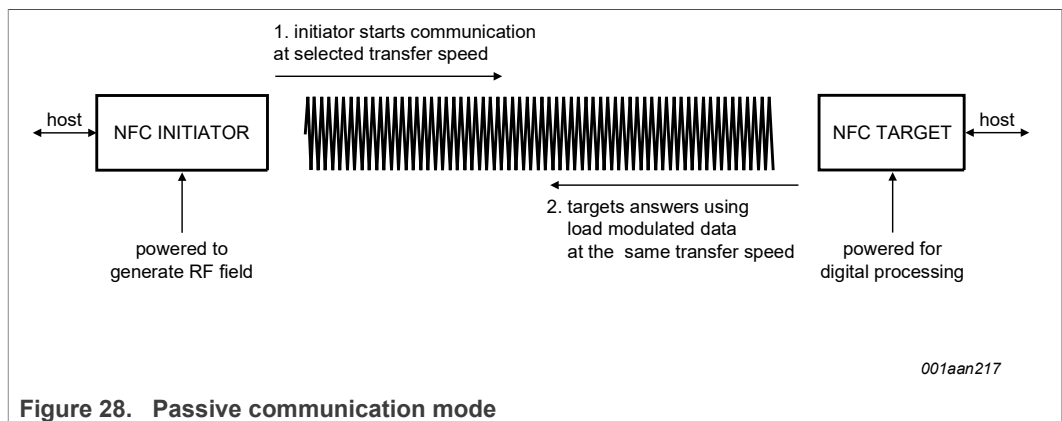 1. initiator starts communication
at selected transfer speed
host
NFC INITIATOR
NFC TARGET
host
2. targets answers using
load modulated data
at the same transfer speed
powered to
generate RF field
powered for
digital processing
001aan217
Figure 28. Passive communication mode